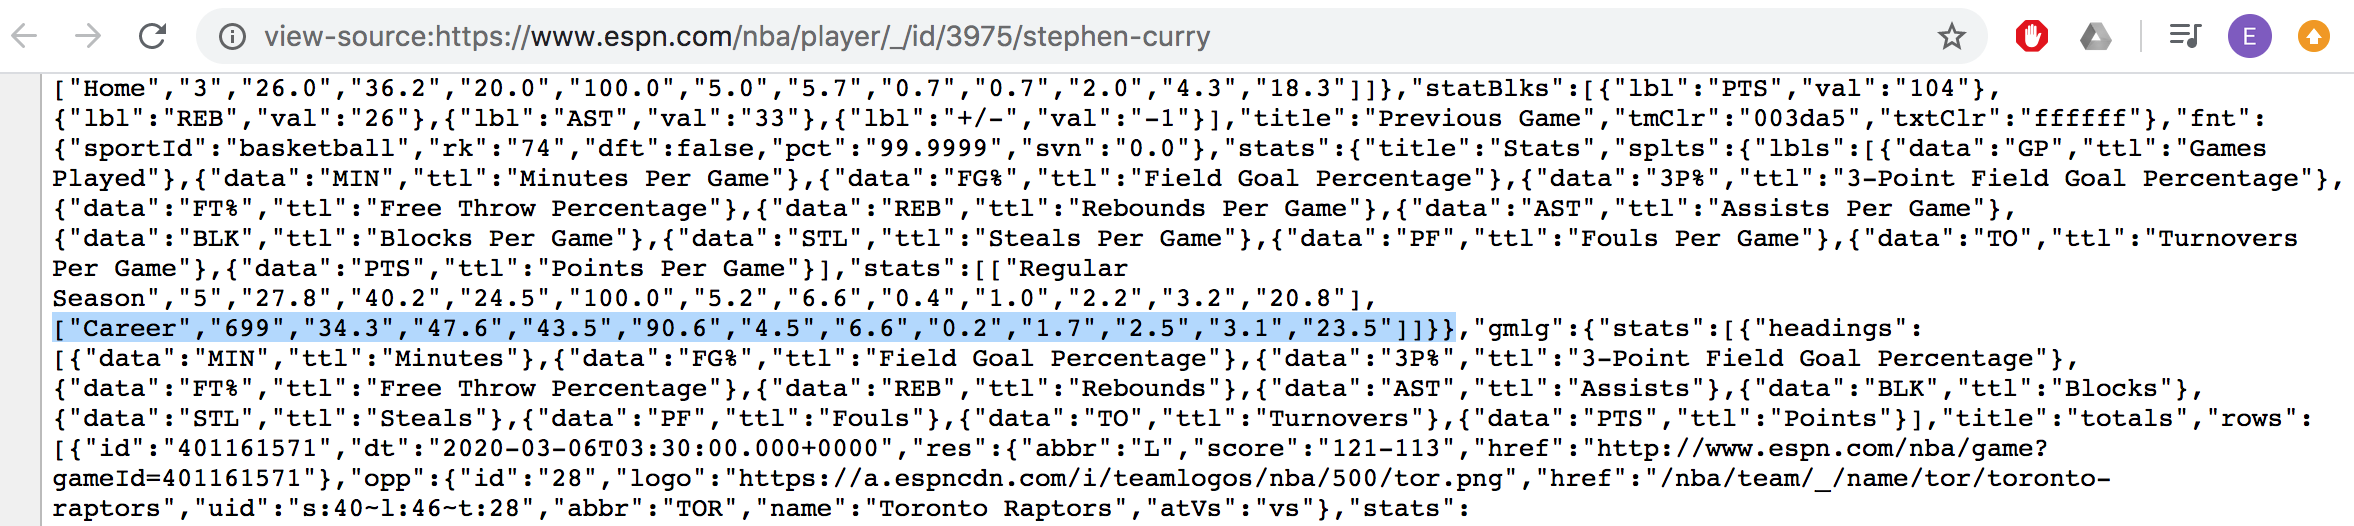 view-source:https://www.espn.com/nba/player/_/id/3975/stephen-curry
E
["Home","3","26.0","36.2","20.0","100.0","5.0","5.7","0.7","0.7","2.0","4.3","18.3"]]},"statBlks":[{"lbl":"PTS","val":"104"},
{"lbl":"REB","val":"26"},{"lbl":"AST","val":"33"},{"lbl":"+/-","val":"-1"}],"title":"Previous Game","tmClr":"003da5","txtClr":"ffffff"},"fnt":
{"sportId":"basketball","rk":"74","dft":false,"pct":"99.9999","svn":"0.0"},"stats":{"title":"Stats","splts":{"lbls":[{"data":"GP","ttl":"Games
Played"},{"data":"MIN","ttl":"Minutes Per Game"},{"data":"FG%","ttl":"Field Goal Percentage"},{"data":"3P%","ttl":"3-Point Field Goal Percentage"},
{"data":"FT%","ttl":"Free Throw Percentage"},{"data":"REB","ttl":"Rebounds Per Game"},{"data":"AST","ttl":"Assists Per Game"},
{"data":"BLK","ttl":"Blocks Per Game"},{"data":"STL","ttl":"Steals Per Game"},{"data":"PF","ttl":"Fouls Per Game"},{"data":"TO","ttl":"Turnovers
Per Game"},{"data":"PTS","ttl":"Points Per Game"}],"stats":[["Regular
Season","5","27.8","40.2","24.5","100.0","5.2","6.6","0.4","1.0","2.2","3.2","20.8"],
["Career","699","34.3","47.6","43.5","90.6","4.5","6.6","0.2","1.7","2.5","3.1","23.5"]]}},"gmlg":{"stats":[{"headings":
[{"data":"MIN","ttl":"Minutes"},{"data":"FG%","ttl":"Field Goal Percentage"},{"data":"3P%","ttl":"3-Point Field Goal Percentage"},
{"data":"FT%","ttl":"Free Throw Percentage"},{"data":"REB","ttl":"Rebounds"},{"data":"AST","ttl":"Assists"},{"data":"BLK","ttl":"Blocks"},
{"data":"STL","ttl":"Steals"},{"data":"PF","ttl":"Fouls"},{"data":"TO","ttl":"Turnovers"},{"data":"PTS","ttl":"Points"}],"title":"totals","rows":
[{"id":"401161571","dt":"2020-03-06T03:30:00.000+0000","res":{"abbr":"L","score":"121-113","href":"http://www.espn.com/nba/game?
gameId=401161571"},"opp":{"id":"28","logo":"https://a.espncdn.com/i/teamlogos/nba/500/tor.png","href":"/nba/team/_/name/tor/toronto-
raptors","uid":"s:40~l:46~t:28","abbr":"TOR","name":"Toronto Raptors","atVs":"vs"},"stats":